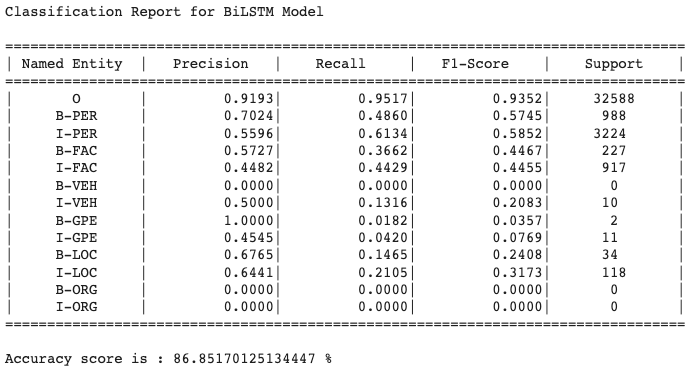 Classification Report for BiLSTM Model
================================================================================
| Named Entity | Precision | Recall | F1-Score | Support |
================================================================================
| O | 0.9193| 0.9517| 0.9352| 32588 |
| B-PER | 0.7024| 0.4860| 0.5745| 988 |
| I-PER | 0.5596| 0.6134| 0.5852| 3224 |
| B-FAC | 0.5727| 0.3662| 0.4467| 227 |
| I-FAC | 0.4482| 0.4429| 0.4455| 917 |
| B-VEH | 0.0000| 0.0000| 0.0000| 0 |
| I-VEH | 0.5000| 0.1316| 0.2083| 10 |
| B-GPE | 1.0000| 0.0182| 0.0357| 2 |
| I-GPE | 0.4545| 0.0420| 0.0769| 11 |
| B-LOC | 0.6765| 0.1465| 0.2408| 34 |
| I-LOC | 0.6441| 0.2105| 0.3173| 118 |
| B-ORG | 0.0000| 0.0000| 0.0000| 0 |
| I-ORG | 0.0000| 0.0000| 0.0000| 0 |
================================================================================
Accuracy score is : 86.85170125134447 %